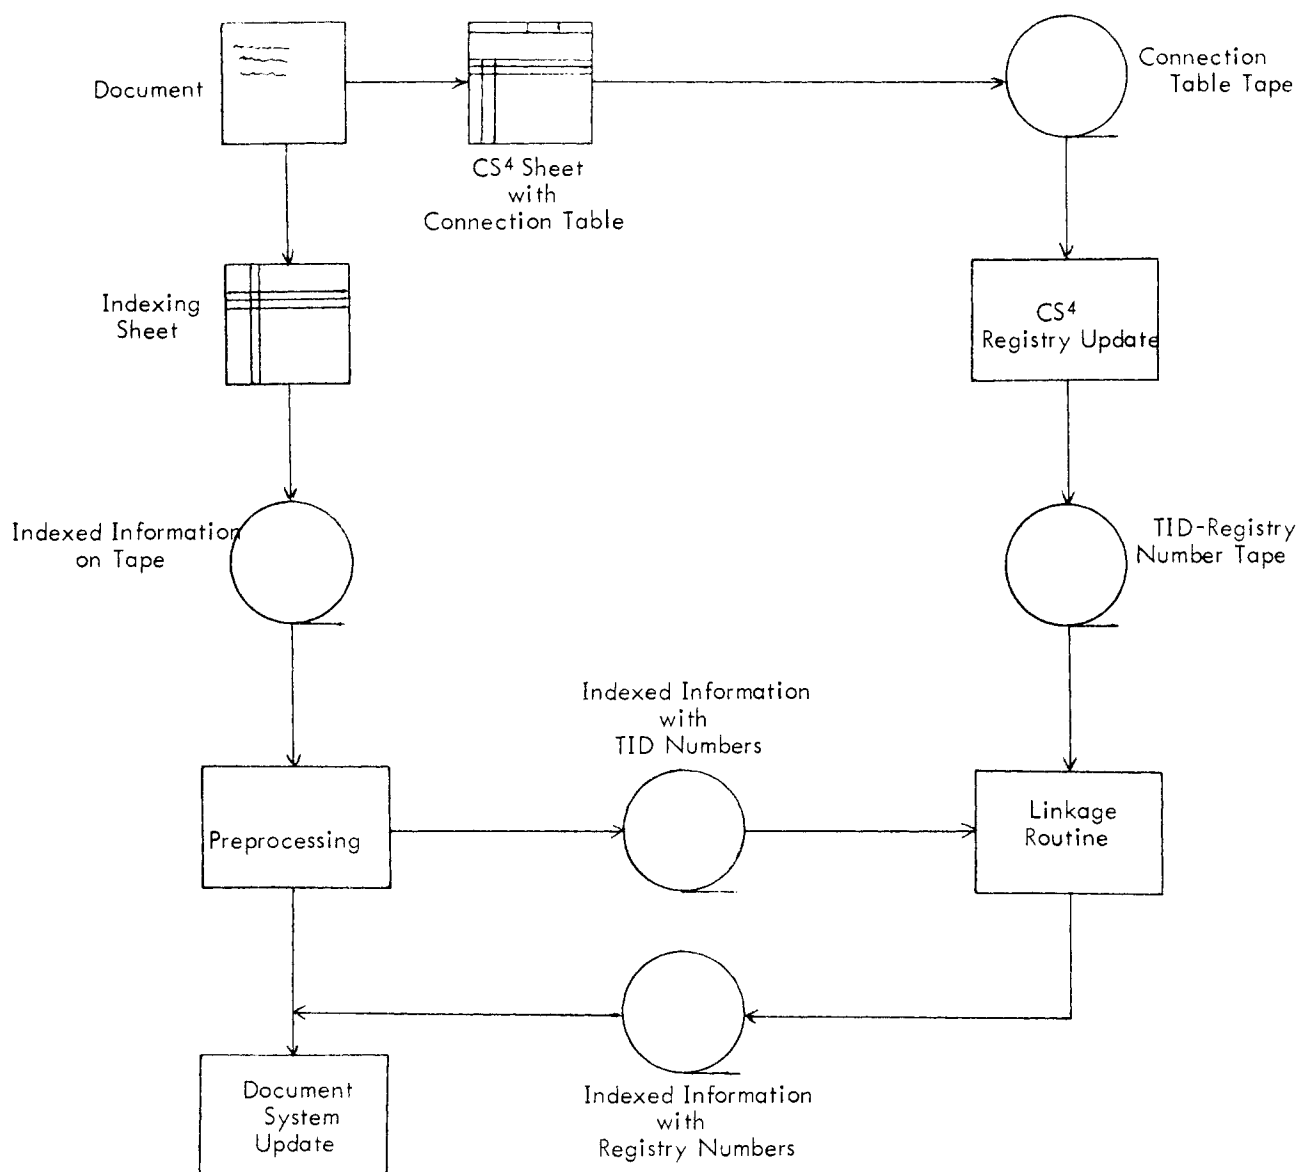 Document
CS⁴ Sheet
with
Connection Table
Connection
Table Tape
Indexing
Sheet
CS⁴
Registry Update
Indexed Information
on Tape
TID-Registry
Number Tape
Indexed Information
with
TID Numbers
Preprocessing
Linkage
Routine
Document
System
Update
Indexed Information
with
Registry Numbers